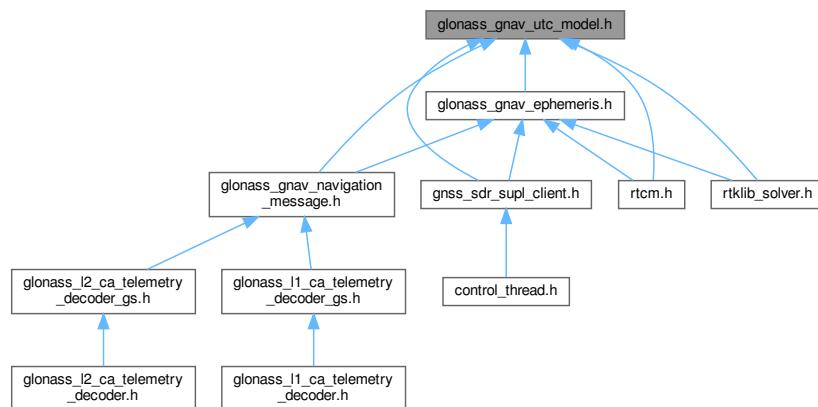 glonass_gnav_utc_model.h
glonass_gnav_ephemeris.h
glonass_gnav_navigation
_message.h
gnss_sdr_supl_client.h
rtcm.h
rtklib_solver.h
glonass_l2_ca_telemetry
_decoder_gs.h
glonass_l1_ca_telemetry
_decoder_gs.h
control_thread.h
glonass_l2_ca_telemetry
_decoder.h
glonass_l1_ca_telemetry
_decoder.h